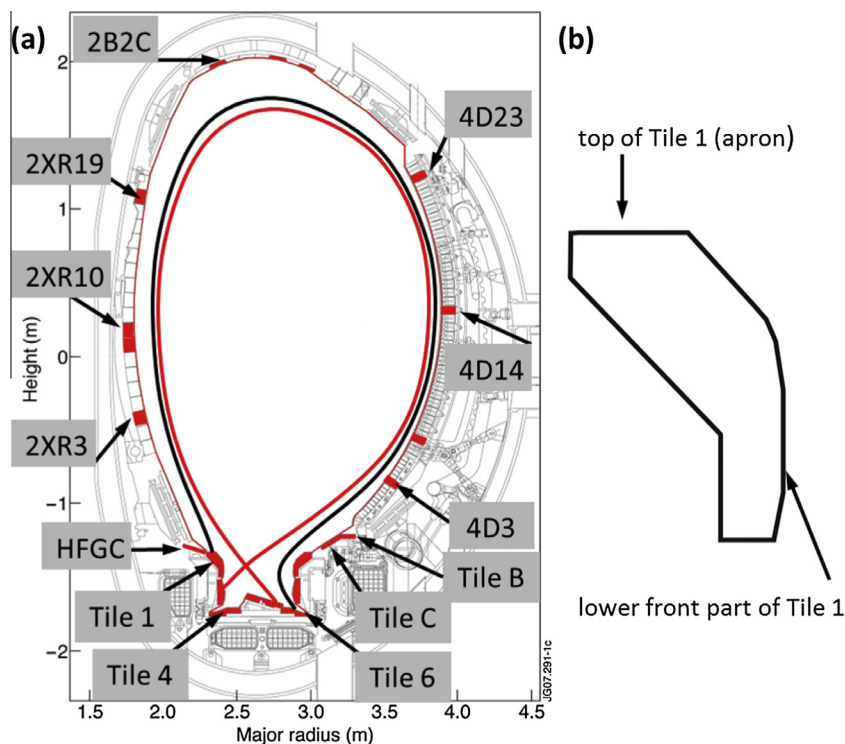 (a)
2B2C
(b)
2
4D23
top of Tile 1 (apron)
2XR19
1
2XR10
Height (m)
0
4D14
2XR3
-1
4D3
HFGC
Tile B
Tile 1
Tile C
lower front part of Tile 1
-2
Tile 4
Tile 6
JG07.291-1c
1.5 2.0 2.5 3.0 3.5 4.0 4.5
Major radius (m)